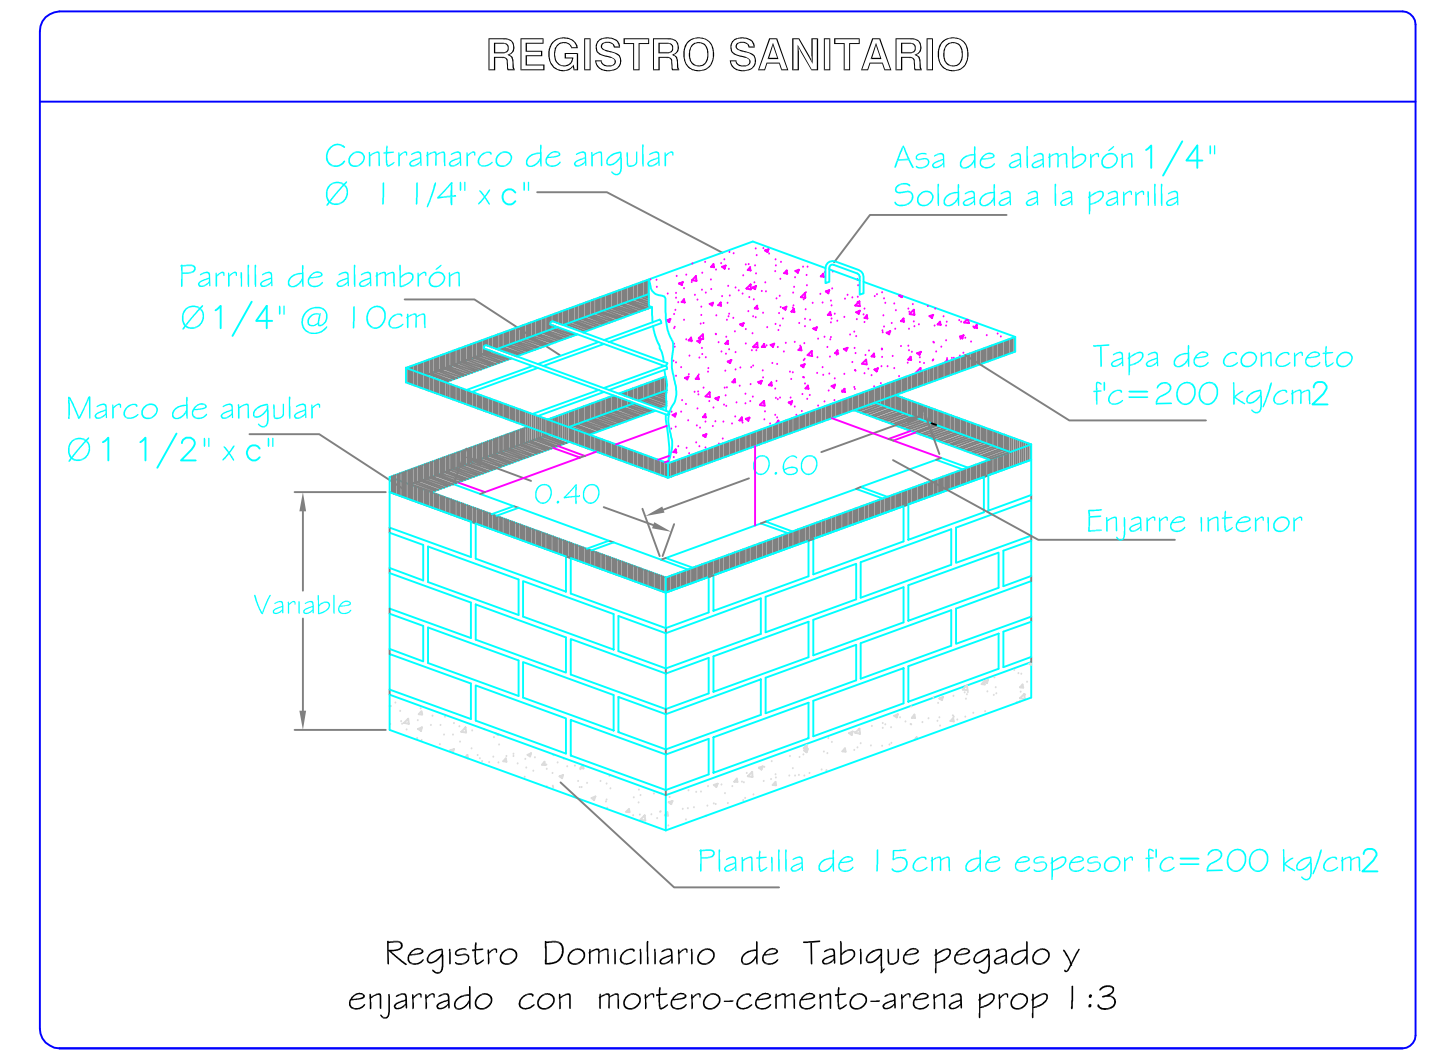 REGISTRO SANITARIO
Contramarco de angular
Ø 1 1/4" x c"
Asa de alambrón 1/4"
Soldada a la parrilla
Parrilla de alambrón
Ø1/4" @ 10cm
Tapa de concreto
f'c=200 kg/cm2
Marco de angular
Ø1 1/2" x c"
0.60
0.40
Enjarre interior
Variable
Plantilla de 15cm de espesor f'c=200 kg/cm2
Registro Domiciliario de Tabique pegado y
enjarrado con mortero-cemento-arena prop 1:3